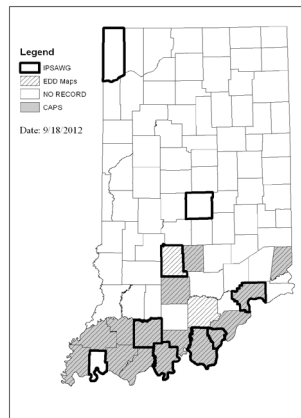 Legend
IPSAWG
EDD Maps
NO RECORD
CAPS
Date: 9/18/2012